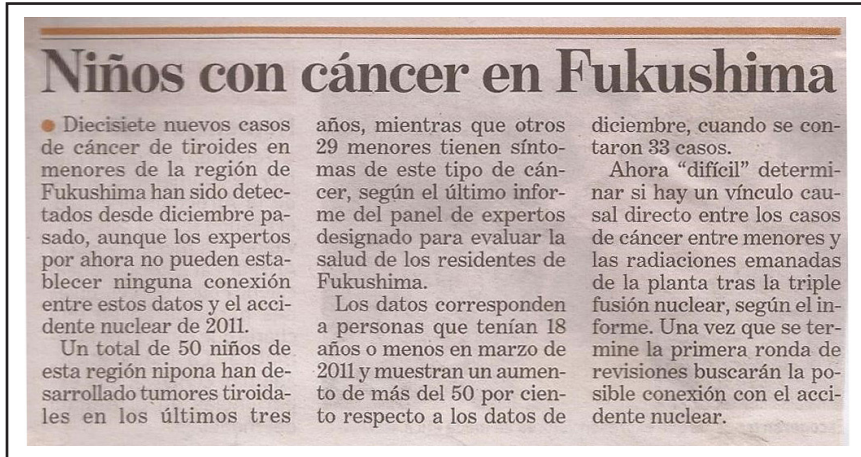 Niños con cáncer en Fukushima
● Diecisiete nuevos casos
de cáncer de tiroides en
menores de la región de
Fukushima han sido detec-
tados desde diciembre pa-
sado, aunque los expertos
por ahora no pueden esta-
blecer ninguna conexión
entre estos datos y el acci-
dente nuclear de 2011.
Un total de 50 niños de
esta región nipona han de-
sarrollado tumores tiroida-
les en los últimos tres
años, mientras que otros
29 menores tienen sínto-
mas de este tipo de cán-
cer, según el último infor-
me del panel de expertos
designado para evaluar la
salud de los residentes de
Fukushima.
Los datos corresponden
a personas que tenían 18
años o menos en marzo de
2011 y muestran un aumen-
to de más del 50 por cien-
to respecto a los datos de
diciembre, cuando se con-
taron 33 casos.
Ahora “difícil” determi-
nar si hay un vínculo cau-
sal directo entre los casos
de cáncer entre menores y
las radiaciones emanadas
de la planta tras la triple
fusión nuclear, según el in-
forme. Una vez que se ter-
mine la primera ronda de
revisiones buscarán la po-
sible conexión con el acci-
dente nuclear.